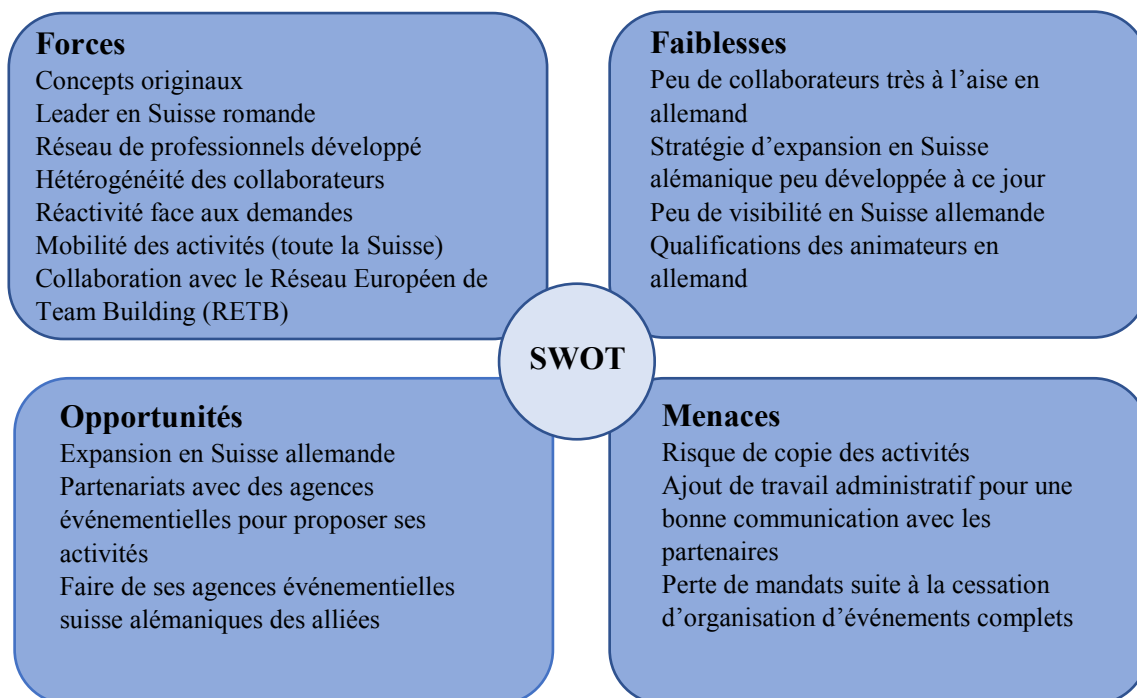 Forces
Concepts originaux
Leader en Suisse romande
Réseau de professionnels développé
Hétérogénéité des collaborateurs
Réactivité face aux demandes
Mobilité des activités (toute la Suisse)
Collaboration avec le Réseau Européen de
Team Building (RETB)
Faiblesses
Peu de collaborateurs très à l’aise en
allemand
Stratégie d’expansion en Suisse
alémanique peu développée à ce jour
Peu de visibilité en Suisse allemande
Qualifications des animateurs en
allemand
SWOT
Opportunités
Expansion en Suisse allemande
Partenariats avec des agences
événementielles pour proposer ses
activités
Faire de ses agences événementielles
suisse alémaniques des alliées
Menaces
Risque de copie des activités
Ajout de travail administratif pour une
bonne communication avec les
partenaires
Perte de mandats suite à la cessation
d’organisation d’événements complets